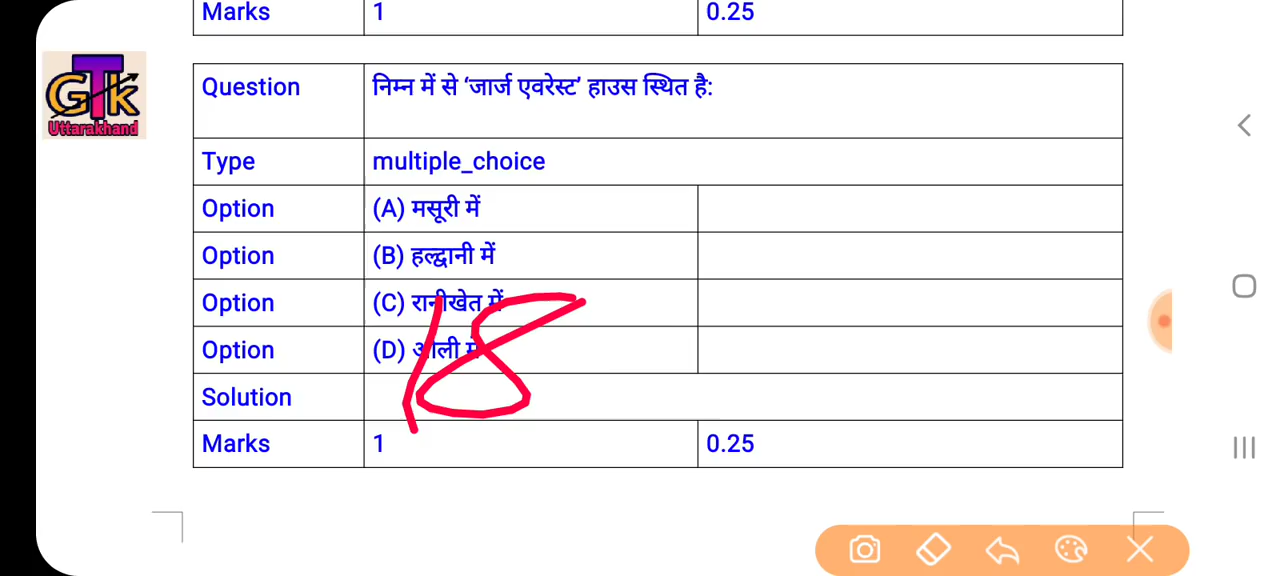 Marks 1 0.25
GTK
Uttarakhand
Question निम्न में से ‘जार्ज एवरेस्ट’ हाउस स्थित है:
Type multiple_choice
Option (A) मसूरी में
Option (B) हल्द्वानी में
Option (C) रानीखेत में
Option (D) औली में
Solution
18
Marks 1 0.25